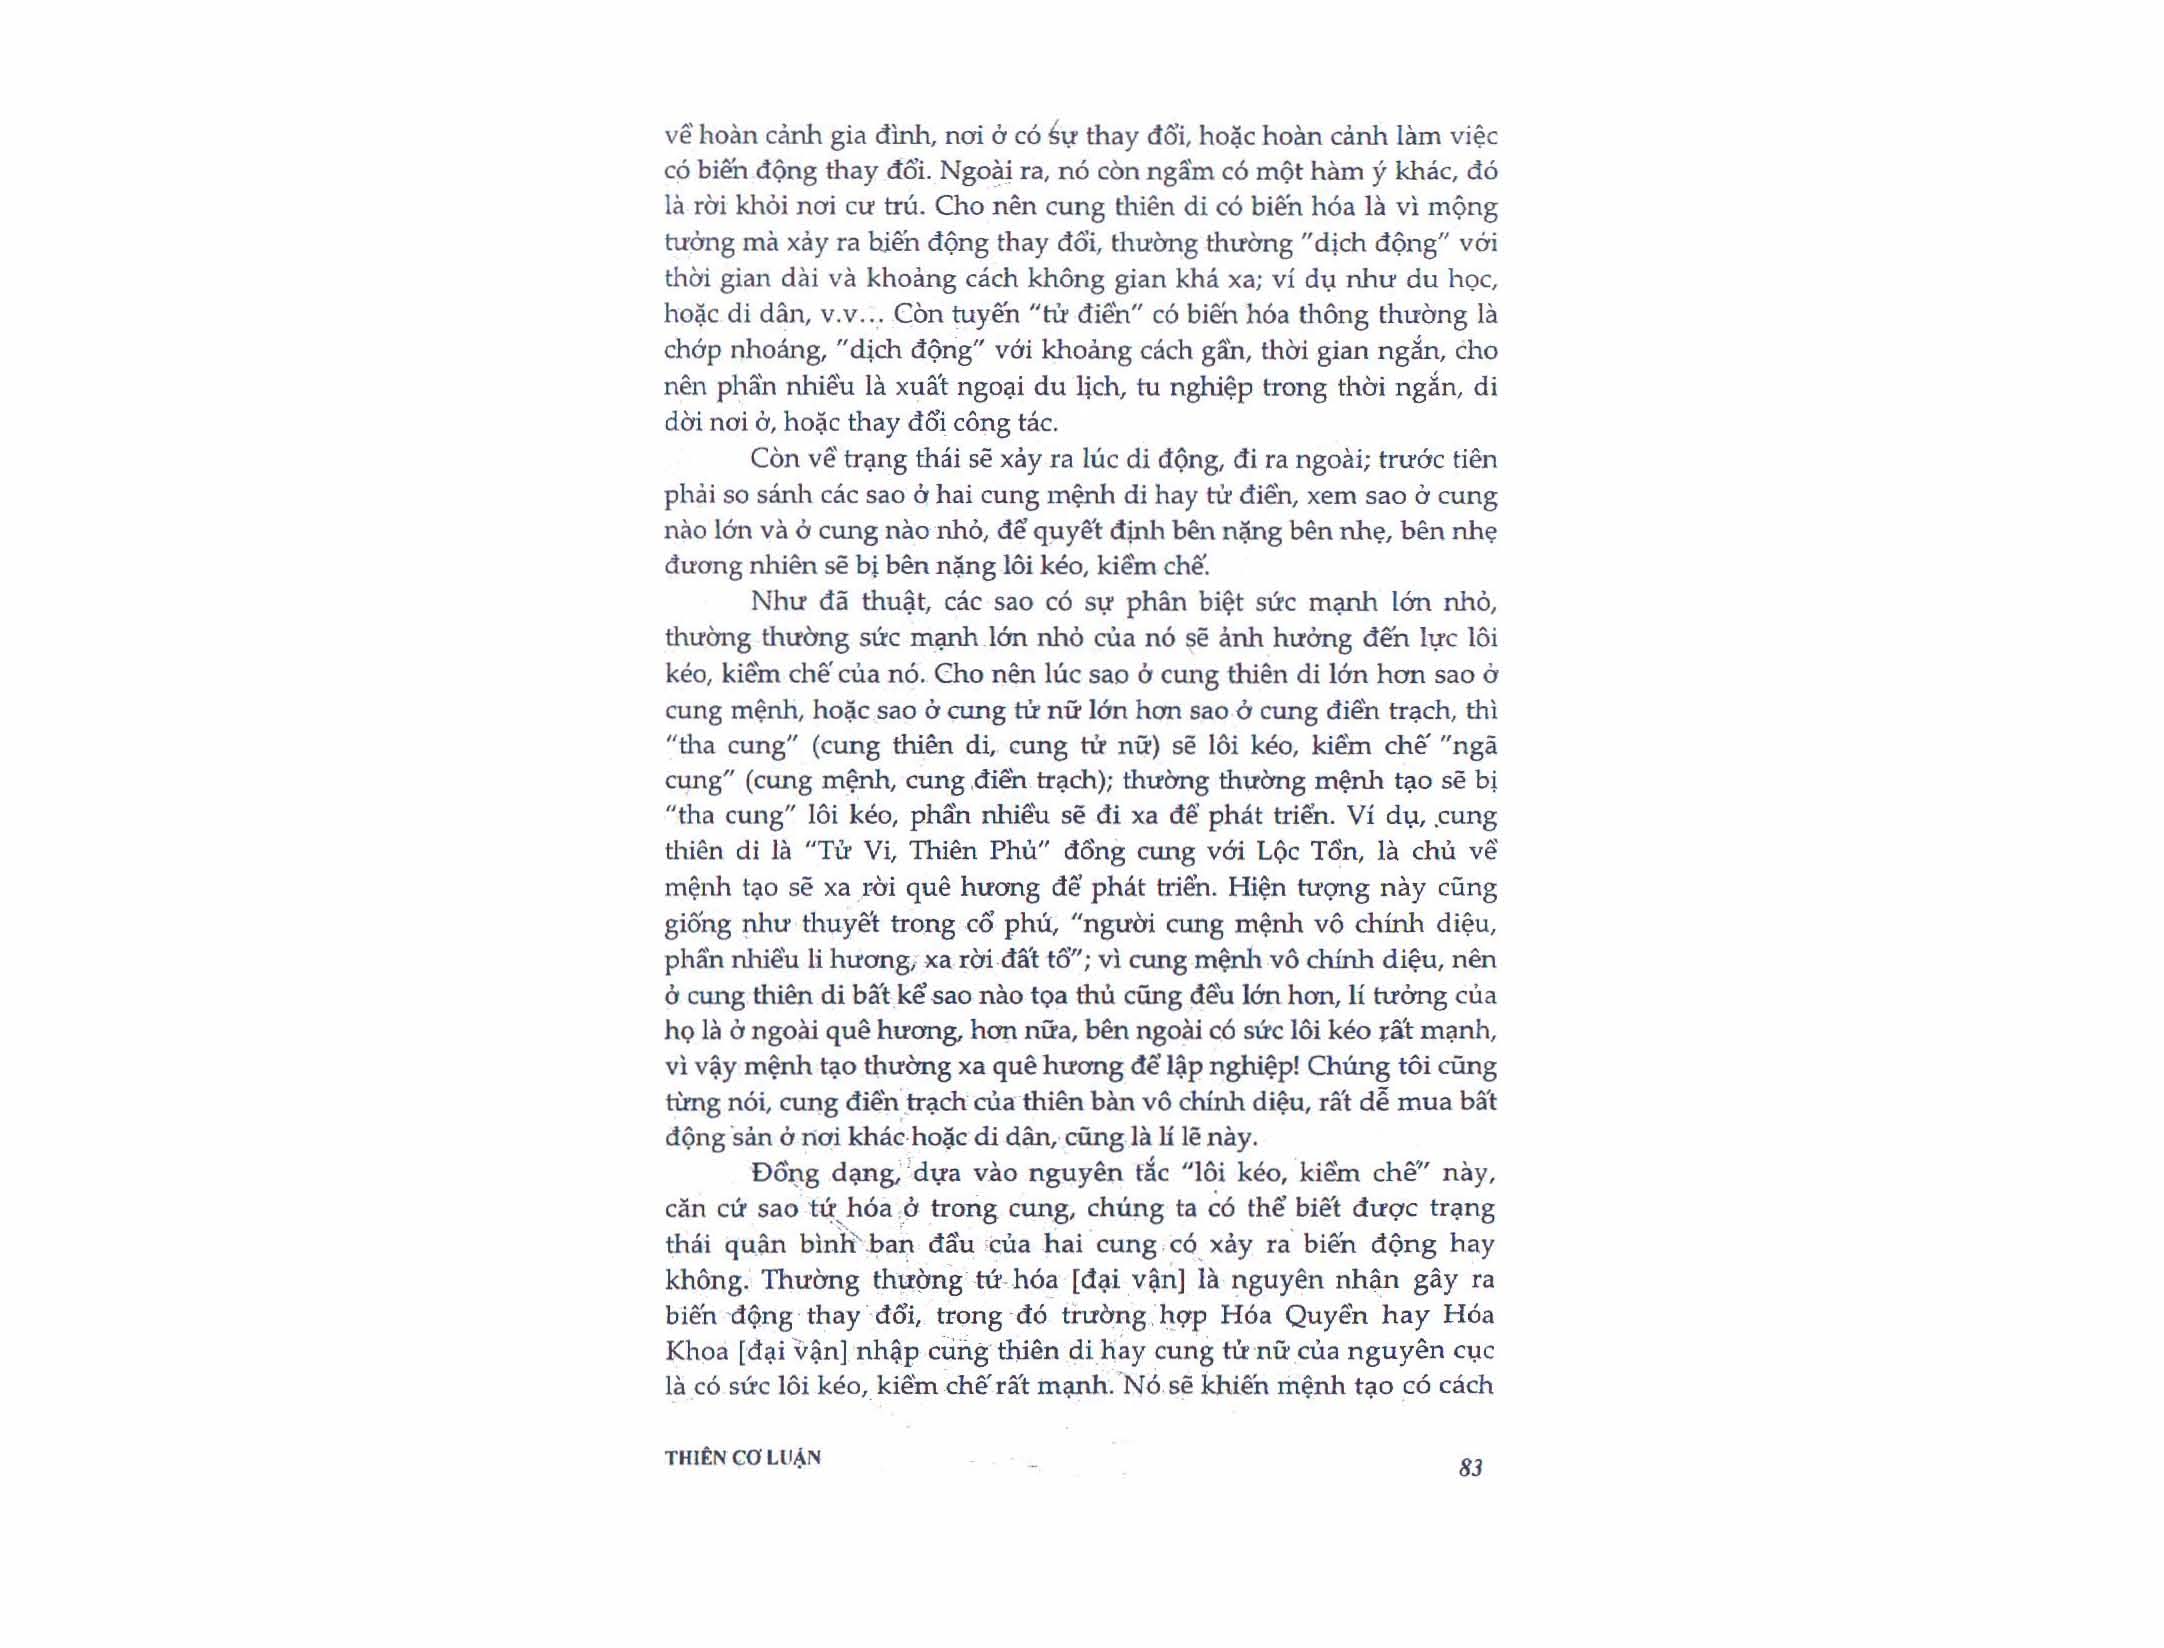 về hoàn cảnh gia đình, nơi ở có sự thay đổi, hoặc hoàn cảnh làm việc
có biến động thay đổi. Ngoài ra, nó còn ngầm có một hàm ý khác, đó
là rời khỏi nơi cư trú. Cho nên cung thiên di có biến hóa là vì mộng
tưởng mà xảy ra biến động thay đổi, thường thường "dịch động" với
thời gian dài và khoảng cách không gian khá xa; ví dụ như du học,
hoặc di dân, v.v... Còn tuyến "tử điền" có biến hóa thông thường là
chớp nhoáng, "dịch động" với khoảng cách gần, thời gian ngắn, cho
nên phần nhiều là xuất ngoại du lịch, tu nghiệp trong thời ngắn, di
dời nơi ở, hoặc thay đổi công tác.
Còn về trạng thái sẽ xảy ra lúc di động, đi ra ngoài; trước tiên
phải so sánh các sao ở hai cung mệnh di hay tử điền, xem sao ở cung
nào lớn và ở cung nào nhỏ, để quyết định bên nặng bên nhẹ, bên nhẹ
đương nhiên sẽ bị bên nặng lôi kéo, kiềm chế.
Như đã thuật, các sao có sự phân biệt sức mạnh lớn nhỏ,
thường thường sức mạnh lớn nhỏ của nó sẽ ảnh hưởng đến lực lôi
kéo, kiềm chế của nó. Cho nên lúc sao ở cung thiên di lớn hơn sao ở
cung mệnh, hoặc sao ở cung tử nữ lớn hơn sao ở cung điền trạch, thì
"tha cung" (cung thiên di, cung tử nữ) sẽ lôi kéo, kiềm chế "ngã
cung" (cung mệnh, cung điền trạch); thường thường mệnh tạo sẽ bị
"tha cung" lôi kéo, phần nhiều sẽ đi xa để phát triển. Ví dụ, cung
thiên di là "Tử Vi, Thiên Phủ" đồng cung với Lộc Tồn, là chủ về
mệnh tạo sẽ xa rời quê hương để phát triển. Hiện tượng này cũng
giống như thuyết trong cổ phú, "người cung mệnh vô chính diệu,
phần nhiều li hương, xa rời đất tổ"; vì cung mệnh vô chính diệu, nên
ở cung thiên di bất kể sao nào tọa thủ cũng đều lớn hơn, lí tưởng của
họ là ở ngoài quê hương, hơn nữa, bên ngoài có sức lôi kéo rất mạnh,
vì vậy mệnh tạo thường xa quê hương để lập nghiệp! Chúng tôi cũng
từng nói, cung điền trạch của thiên bàn vô chính diệu, rất dễ mua bất
động sản ở nơi khác hoặc di dân, cũng là lí lẽ này.
Đồng dạng, dựa vào nguyên tắc "lôi kéo, kiềm chế" này,
căn cứ sao tứ hóa ở trong cung, chúng ta có thể biết được trạng
thái quân bình ban đầu của hai cung có xảy ra biến động hay
không. Thường thường tứ hóa [đại vận] là nguyên nhân gây ra
biến động thay đổi, trong đó trường hợp Hóa Quyền hay Hóa
Khoa [đại vận] nhập cung thiên di hay cung tử nữ của nguyên cục
là có sức lôi kéo, kiềm chế rất mạnh. Nó sẽ khiến mệnh tạo có cách
THIÊN CƠ LUẬN
83